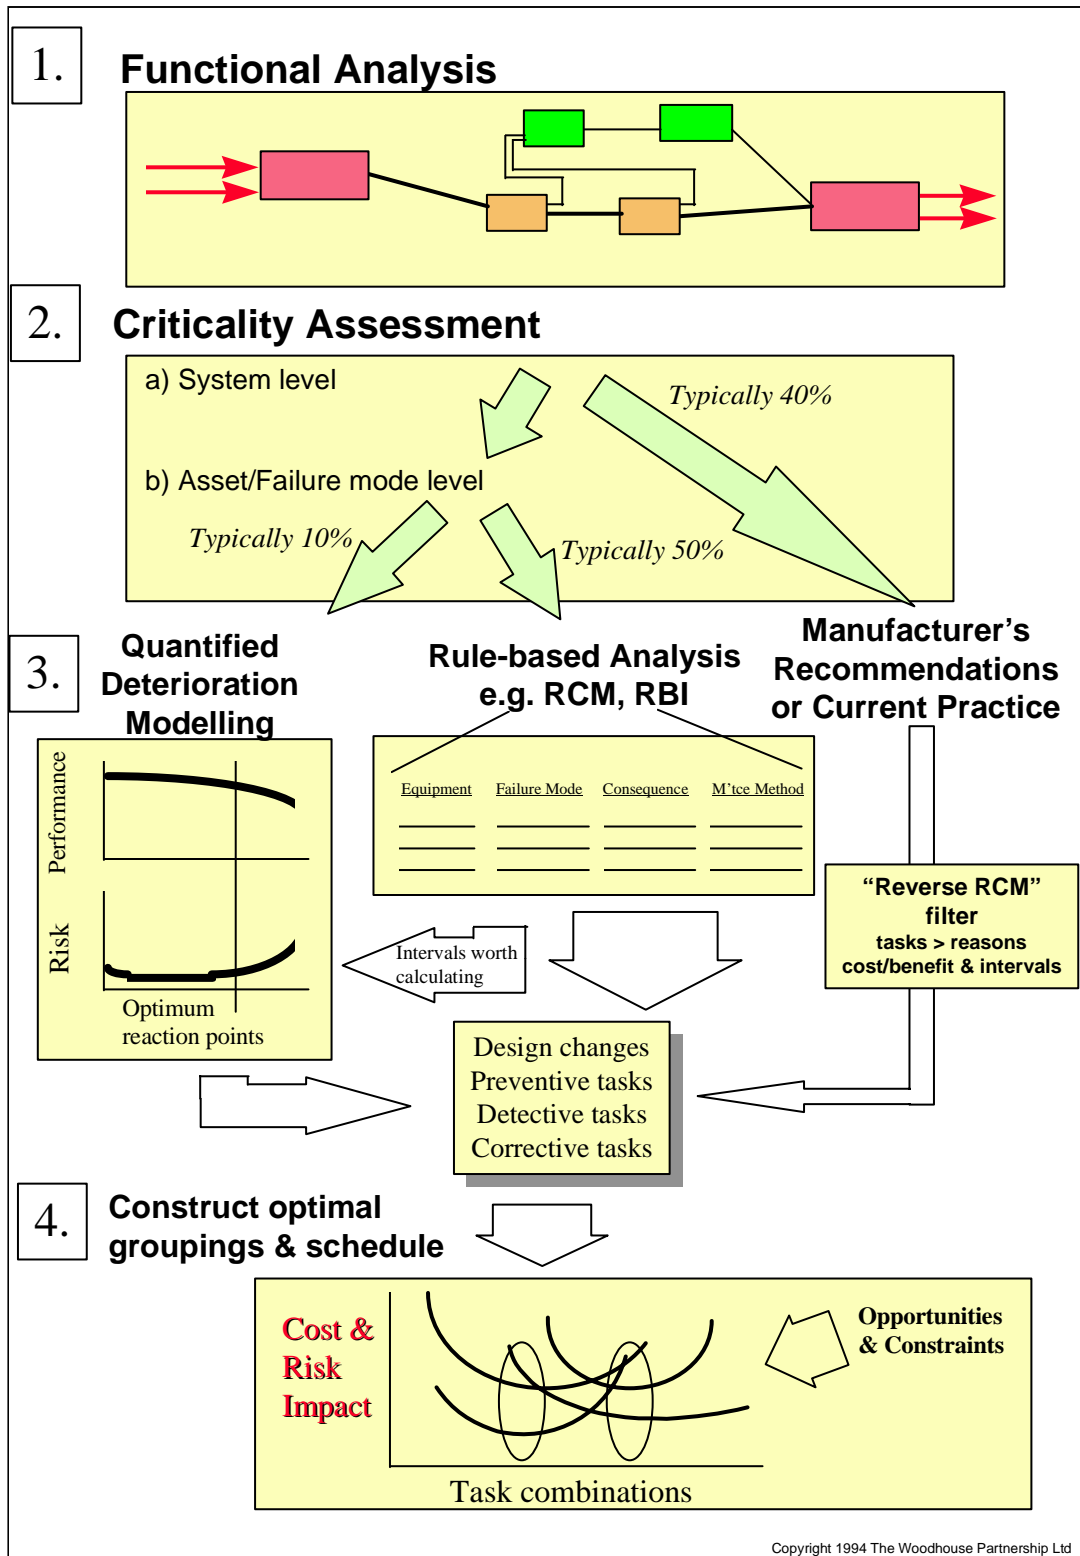 1.
Functional Analysis
2.
Criticality Assessment
a) System level
Typically 40%
b) Asset/Failure mode level
Typically 10%
Typically 50%
3.
Quantified
Deterioration
Modelling
Rule-based Analysis
e.g. RCM, RBI
Manufacturer's
Recommendations
or Current Practice
Performance
Risk
Optimum
reaction points
Equipment Failure Mode Consequence M'tce Method
"Reverse RCM"
filter
tasks > reasons
cost/benefit & intervals
Intervals worth
calculating
Design changes
Preventive tasks
Detective tasks
Corrective tasks
4.
Construct optimal
groupings & schedule
Cost &
Risk
Impact
Opportunities
& Constraints
Task combinations
Copyright 1994 The Woodhouse Partnership Ltd